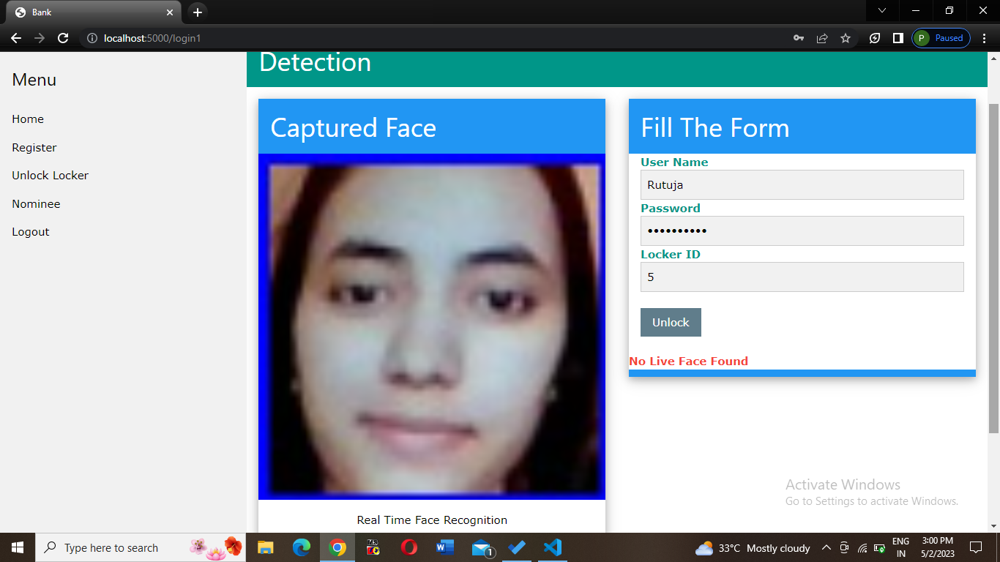 Bank
localhost:5000/login1
P Paused
Menu
Home
Register
Unlock Locker
Nominee
Logout
Detection
Captured Face
Real Time Face Recognition
Fill The Form
User Name
Rutuja
Password
••••••••••
Locker ID
5
Unlock
No Live Face Found
Activate Windows
Go to Settings to activate Windows.
Type here to search
1
33°C Mostly cloudy
ENG
IN
3:00 PM
5/2/2023